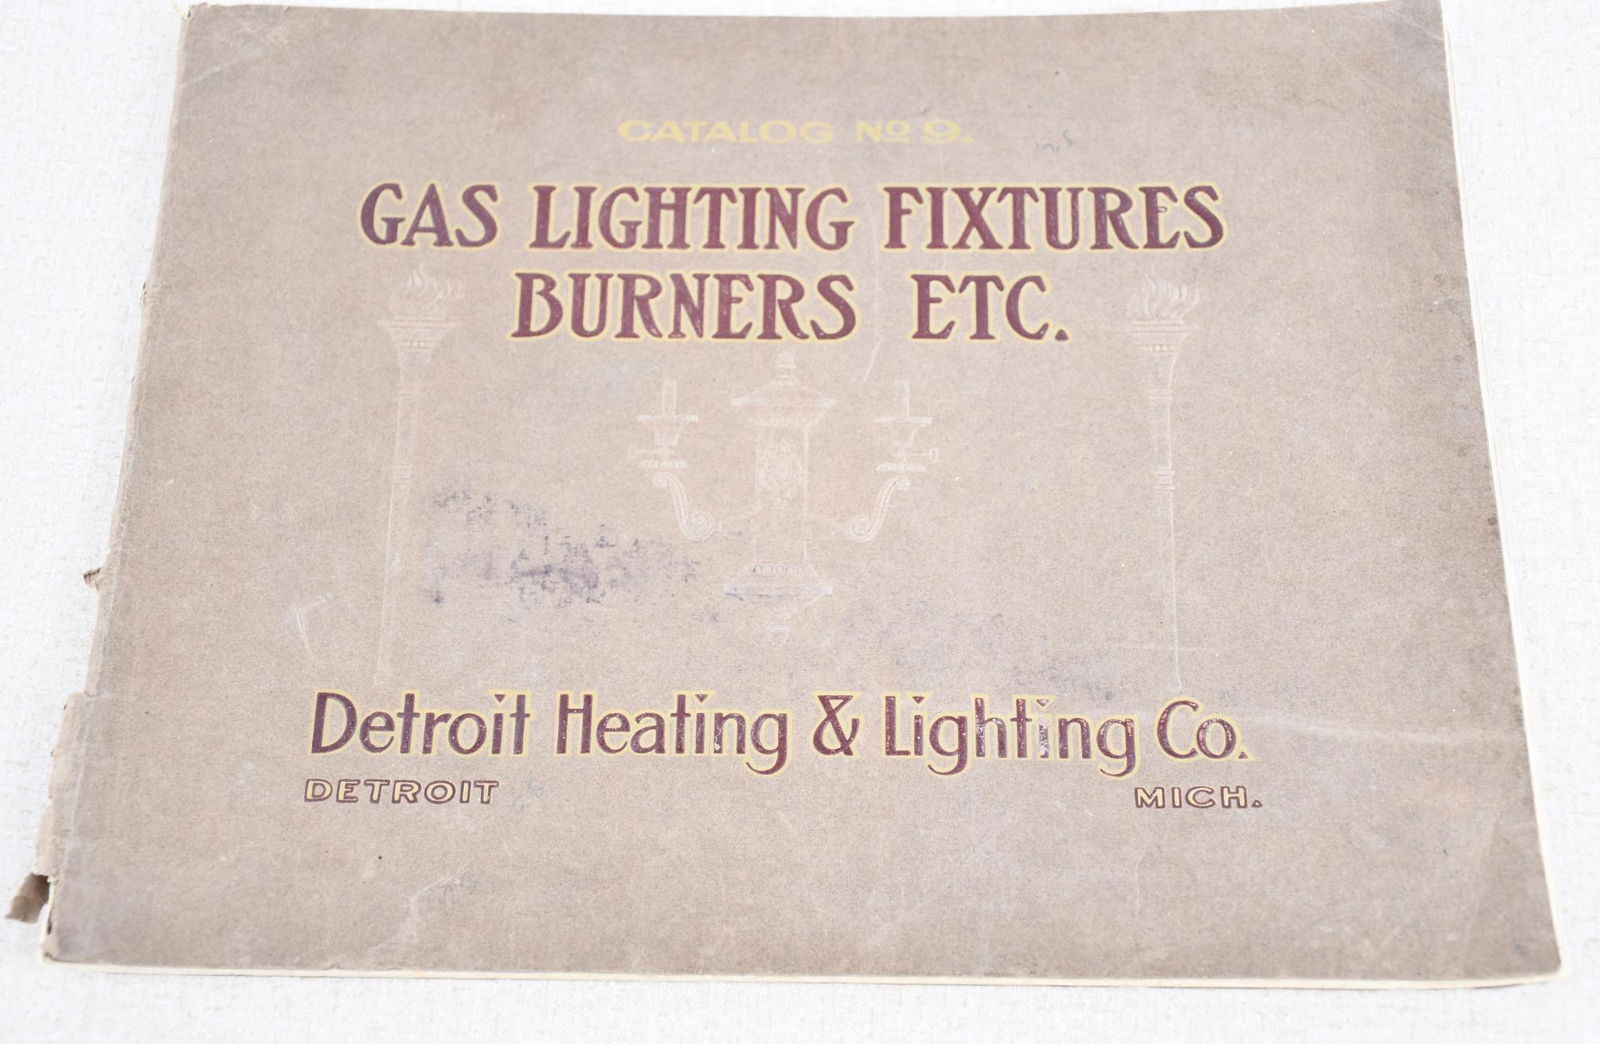 CATALOG No 9.
GAS LIGHTING FIXTURES
BURNERS ETC.
Detroit Heating & Lighting Co.
DETROIT MICH.